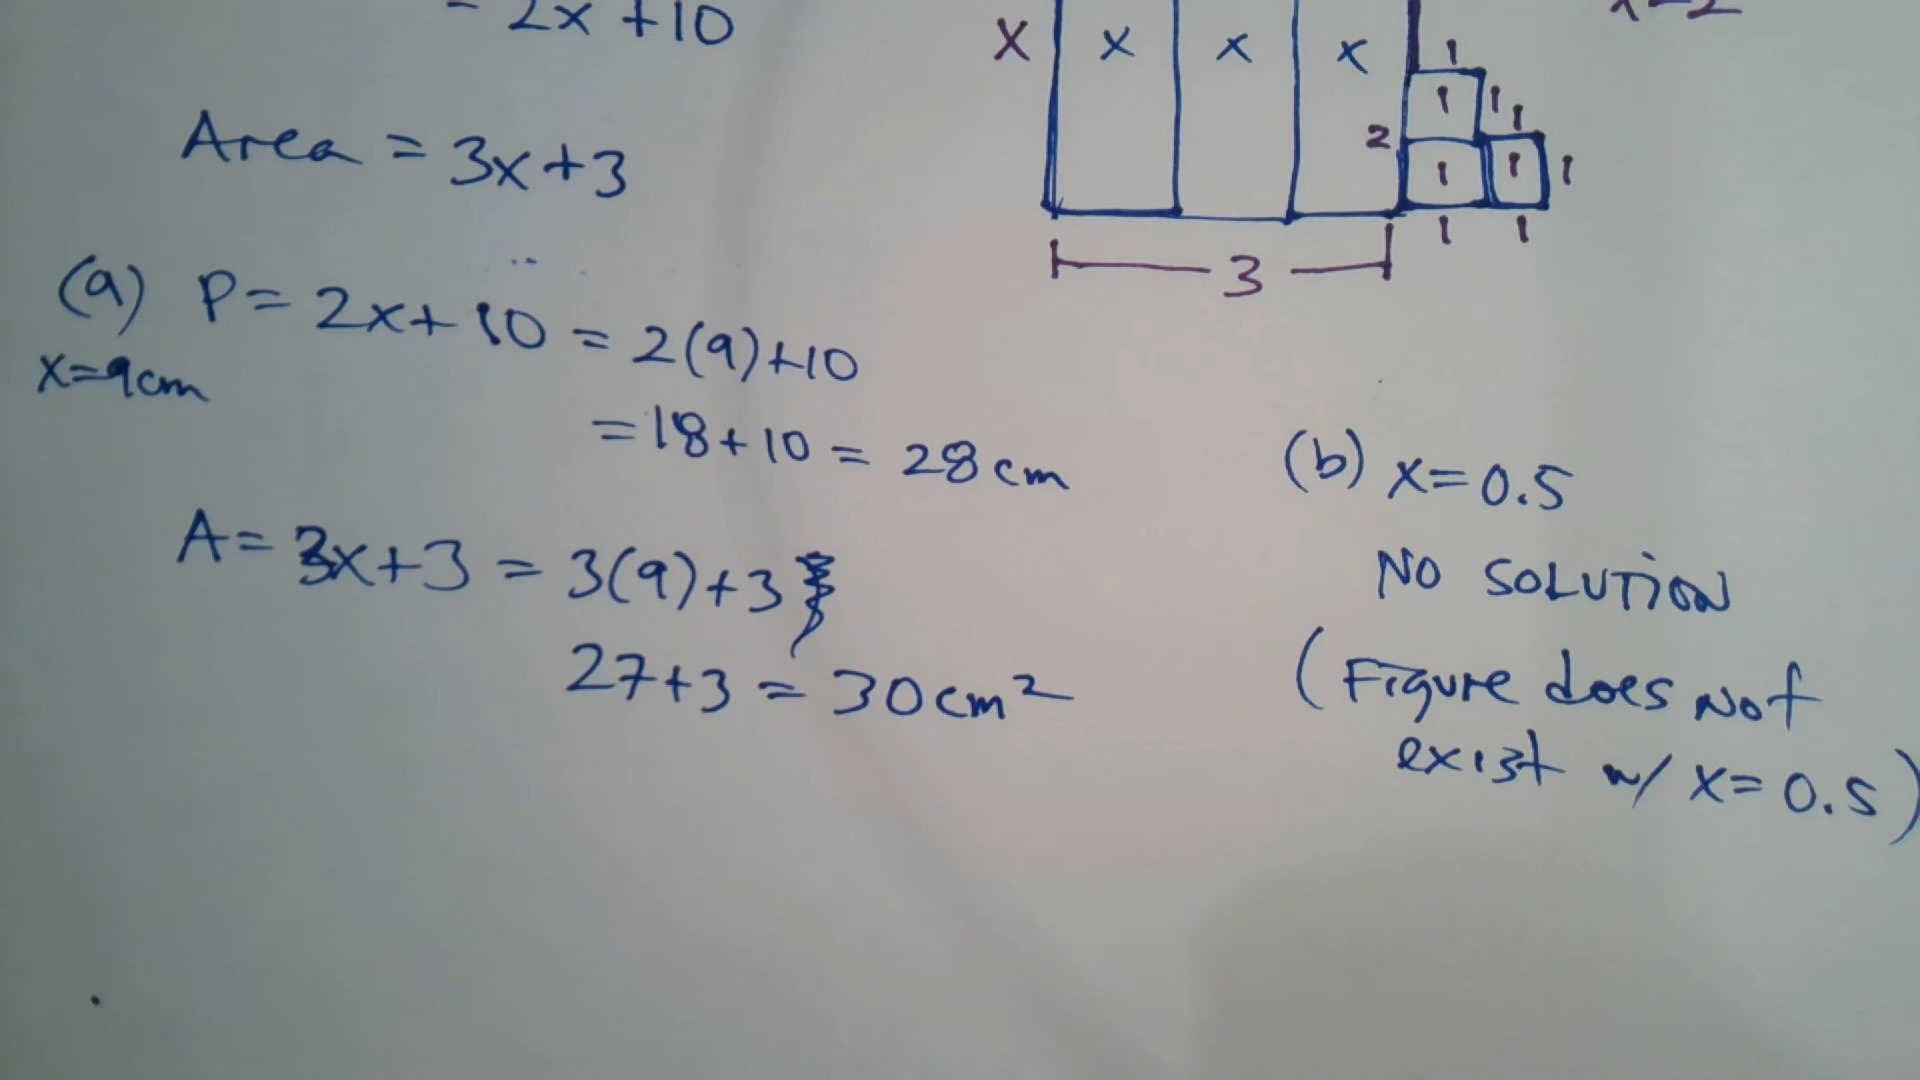 = 2x + 10
Area = 3x + 3
(a) P = 2x + 10 = 2(9) + 10
x = 9cm
= 18 + 10 = 28 cm
A = 3x + 3 = 3(9) + 3
27 + 3 = 30 cm²
x x x x
1
1 1 1
2
1 1 1
1 1
3
x-2
(b) x = 0.5
NO SOLUTION
(Figure does Not
exist w/ x = 0.5)